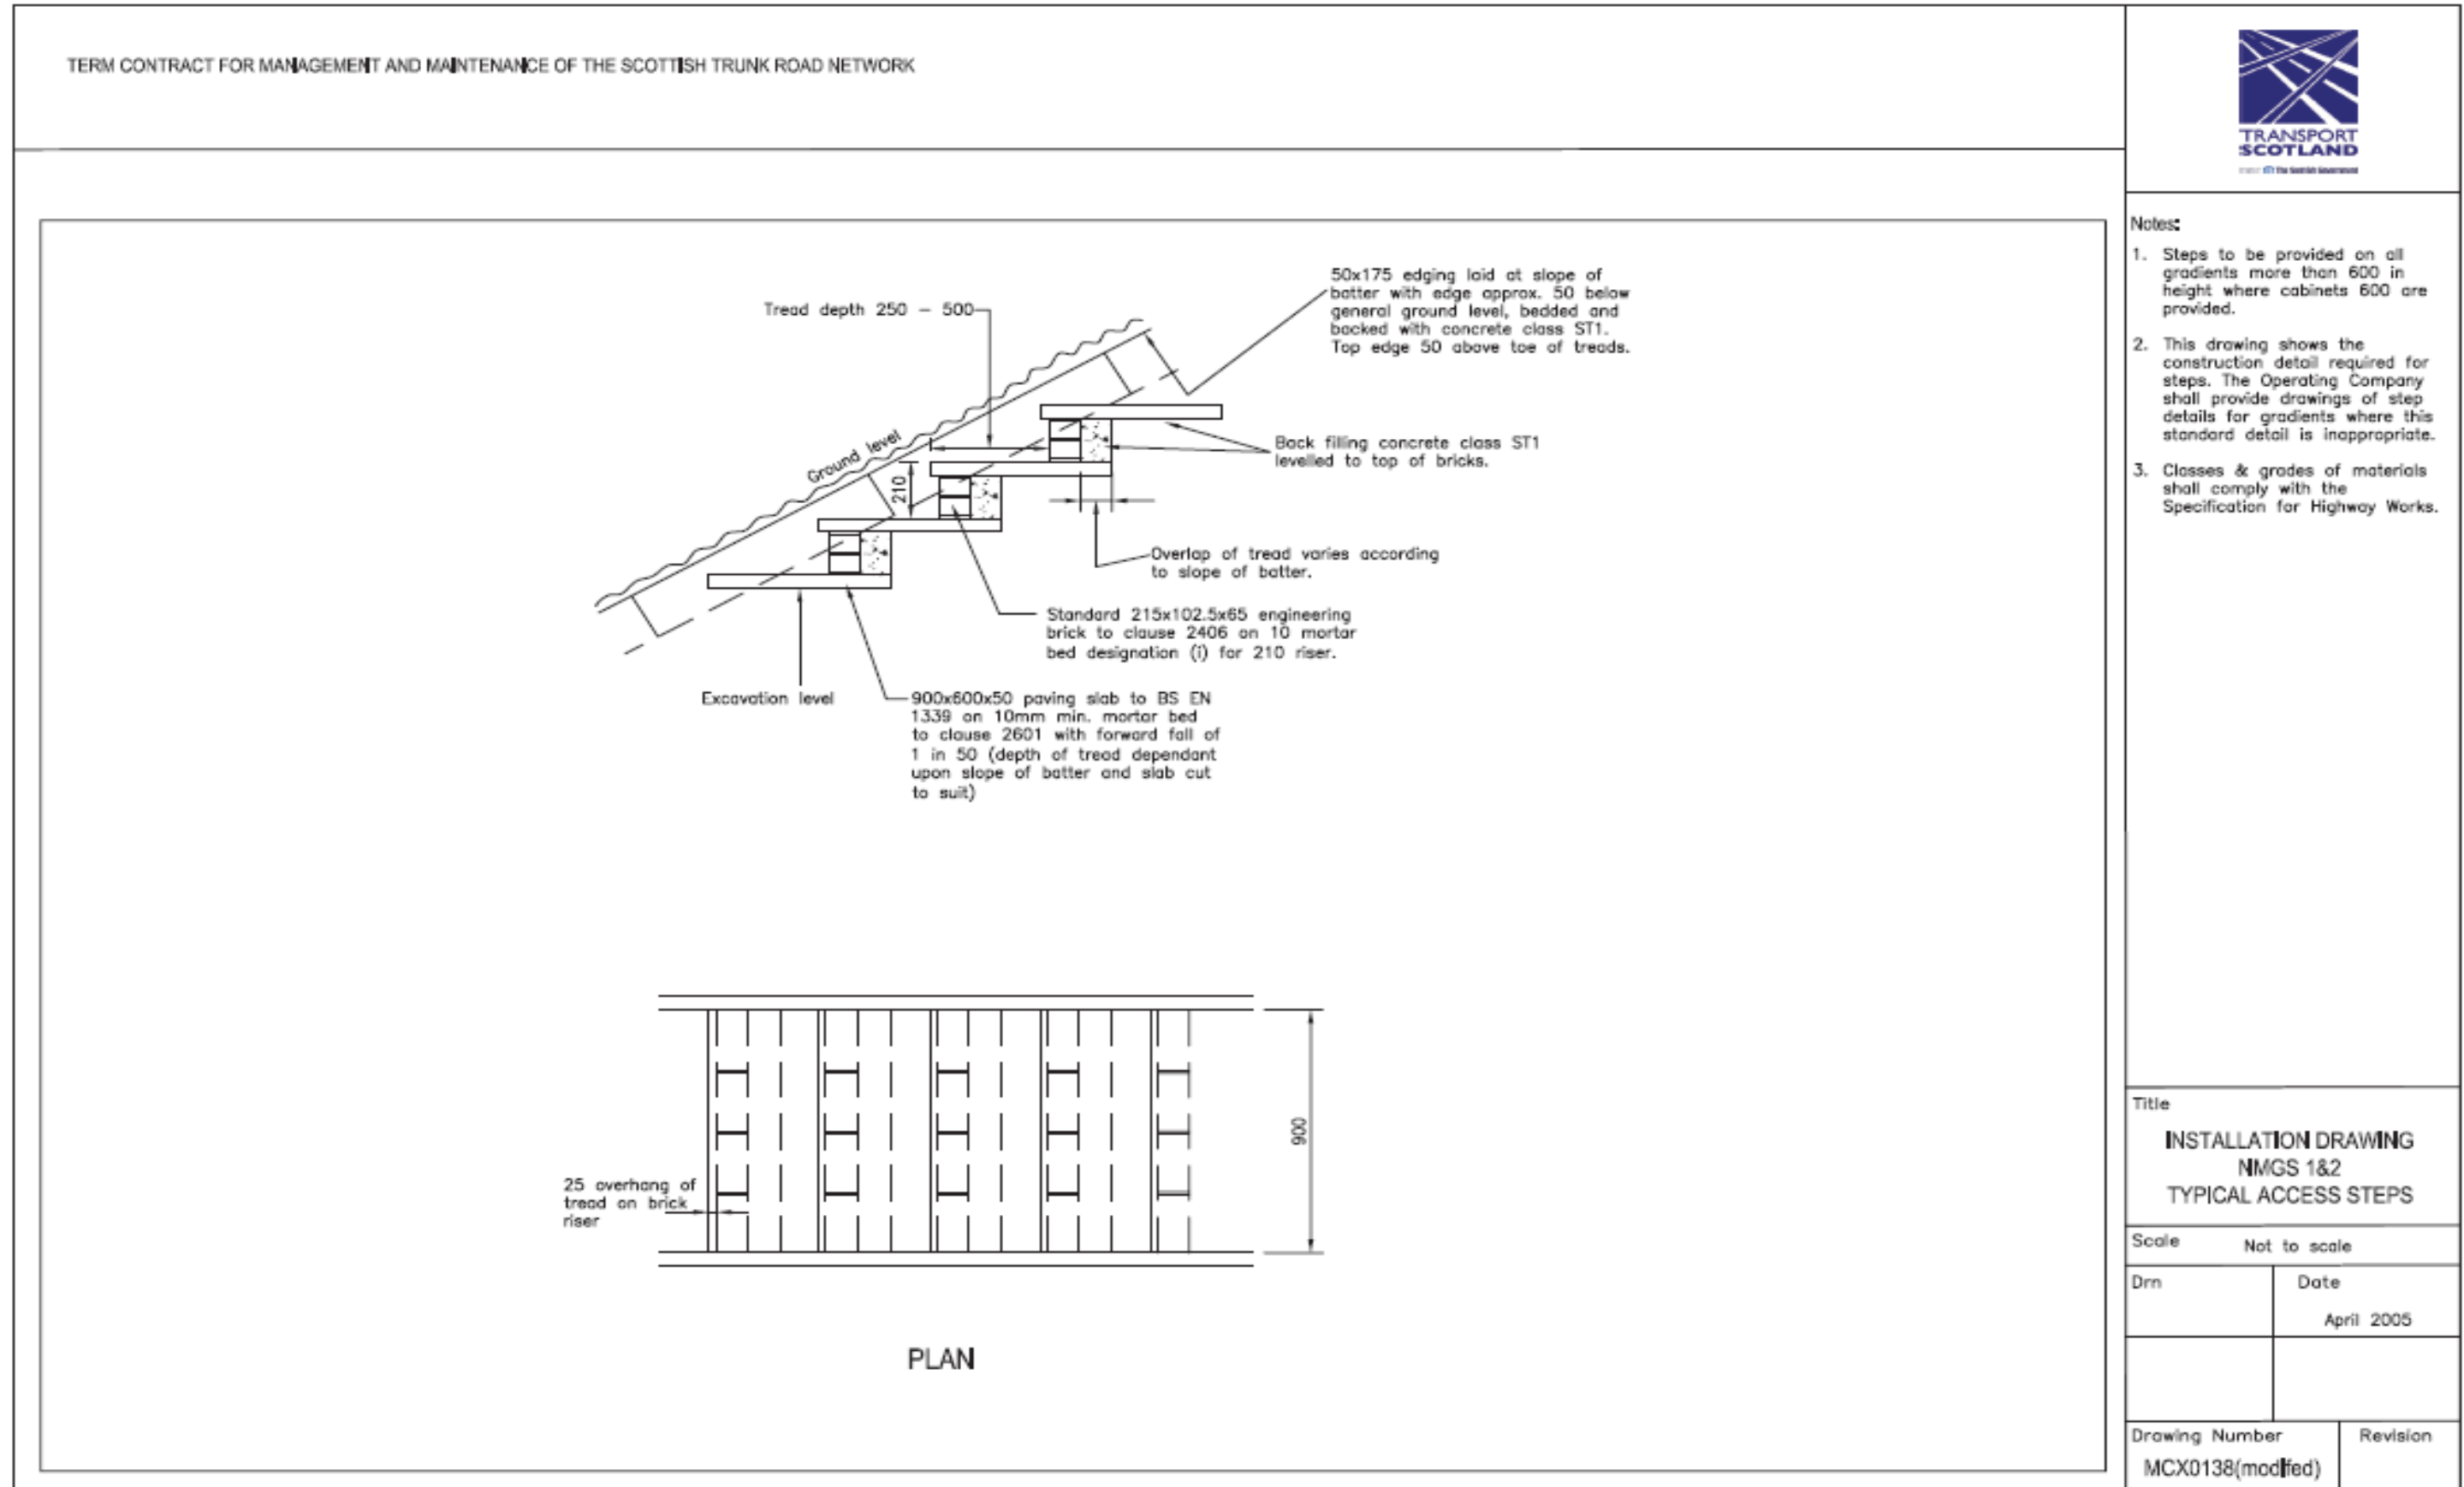 TERM CONTRACT FOR MANAGEMENT AND MAINTENANCE OF THE SCOTTISH TRUNK ROAD NETWORK
TRANSPORT
SCOTLAND
The Scottish Government
Tread depth 250 – 500
50x175 edging laid at slope of
batter with edge approx. 50 below
general ground level, bedded and
backed with concrete class ST1.
Top edge 50 above toe of treads.
Ground level
210
Back filling concrete class ST1
levelled to top of bricks.
Overlap of tread varies according
to slope of batter.
Standard 215x102.5x65 engineering
brick to clause 2406 on 10 mortar
bed designation (i) for 210 riser.
Excavation level
900x600x50 paving slab to BS EN
1339 on 10mm min. mortar bed
to clause 2601 with forward fall of
1 in 50 (depth of tread dependant
upon slope of batter and slab cut
to suit)
25 overhang of
tread on brick
riser
900
PLAN
Notes:
1. Steps to be provided on all
gradients more than 600 in
height where cabinets 600 are
provided.
2. This drawing shows the
construction detail required for
steps. The Operating Company
shall provide drawings of step
details for gradients where this
standard detail is inappropriate.
3. Classes & grades of materials
shall comply with the
Specification for Highway Works.
Title
INSTALLATION DRAWING
NMGS 1&2
TYPICAL ACCESS STEPS
Scale Not to scale
Drn Date
April 2005
Drawing Number Revision
MCX0138(modifed)